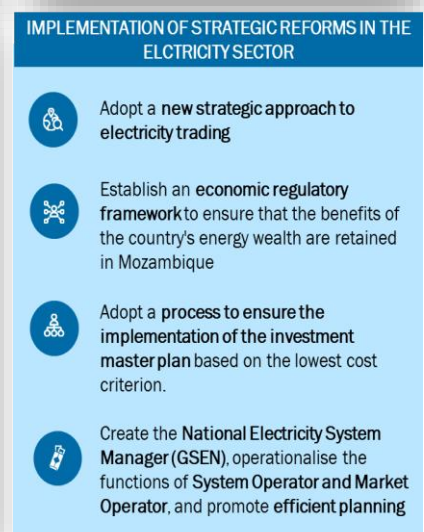 IMPLEMENTATION OF STRATEGIC REFORMS IN THE
ELCTRICITY SECTOR
Adopt a new strategic approach to
electricity trading
Establish an economic regulatory
framework to ensure that the benefits of
the country's energy wealth are retained
in Mozambique
Adopt a process to ensure the
implementation of the investment
master plan based on the lowest cost
criterion.
Create the National Electricity System
Manager (GSEN), operationalise the
functions of System Operator and Market
Operator, and promote efficient planning